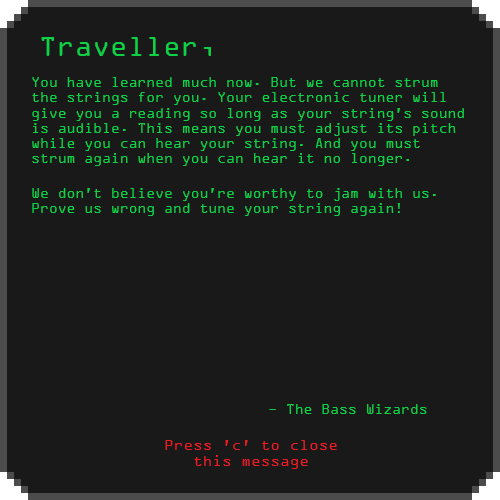 Traveller,
You have learned much now. But we cannot strum
the strings for you. Your electronic tuner will
give you a reading so long as your string's sound
is audible. This means you must adjust its pitch
while you can hear your string. And you must
strum again when you can hear it no longer.
We don't believe you're worthy to jam with us.
Prove us wrong and tune your string again!
- The Bass Wizards
Press 'c' to close
this message